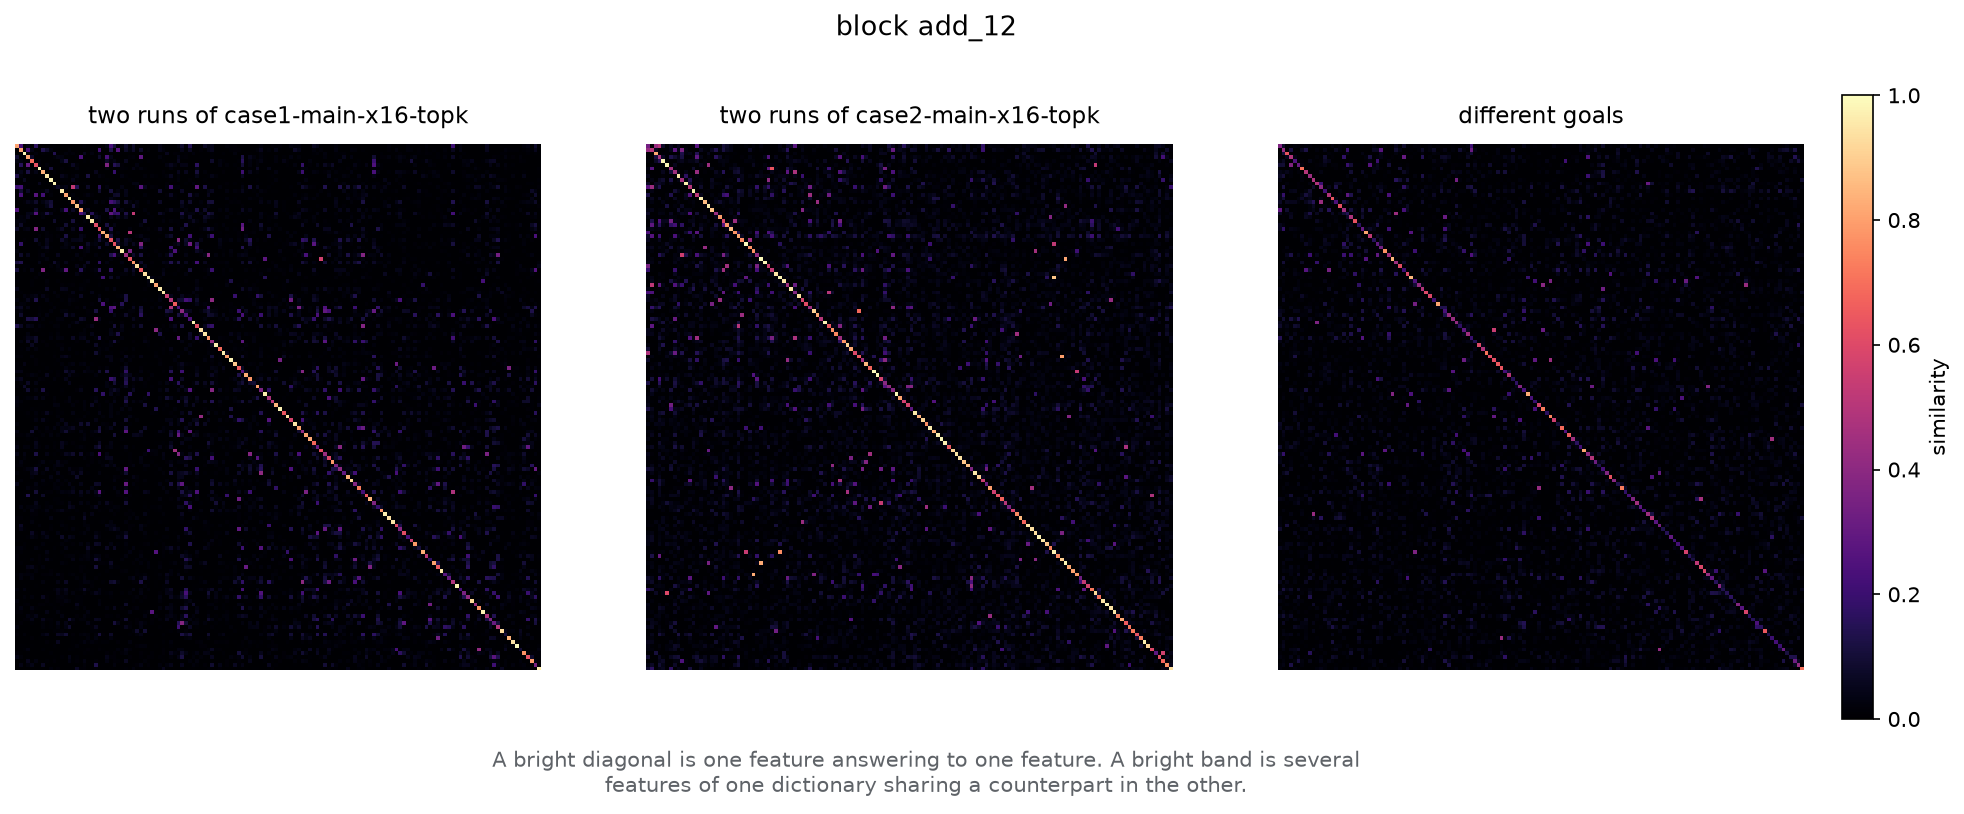 block add_12
two runs of case1-main-x16-topk
two runs of case2-main-x16-topk
different goals
1.0
0.8
0.6
0.4
0.2
0.0
similarity
A bright diagonal is one feature answering to one feature. A bright band is several
features of one dictionary sharing a counterpart in the other.